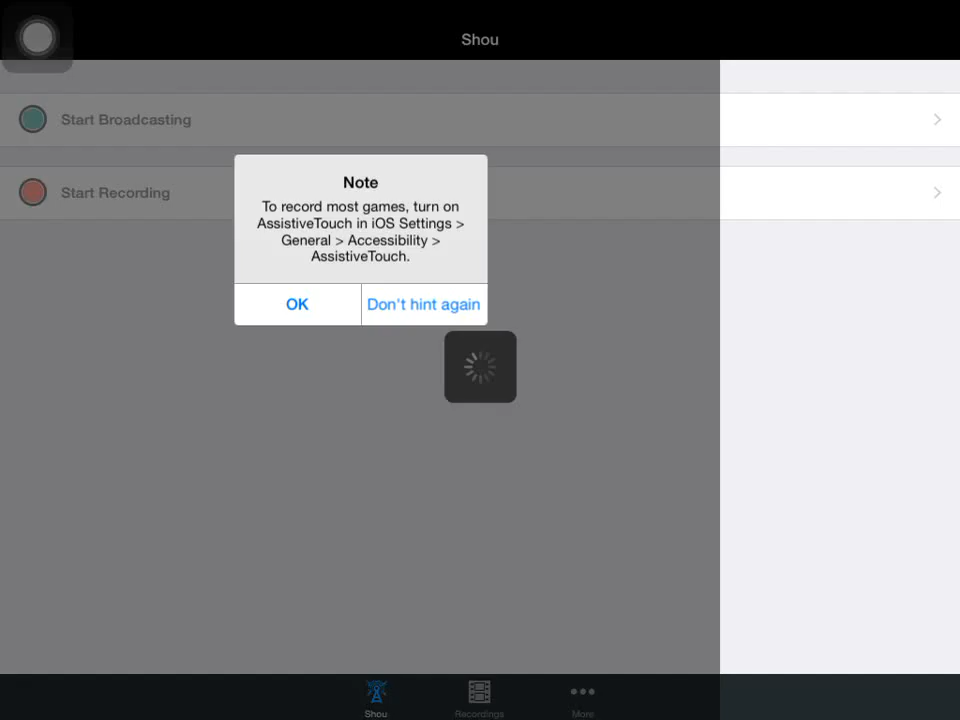 Shou
Start Broadcasting
Start Recording
Note
To record most games, turn on
AssistiveTouch in iOS Settings >
General > Accessibility >
AssistiveTouch.
OK
Don't hint again
Shou
Recordings
More